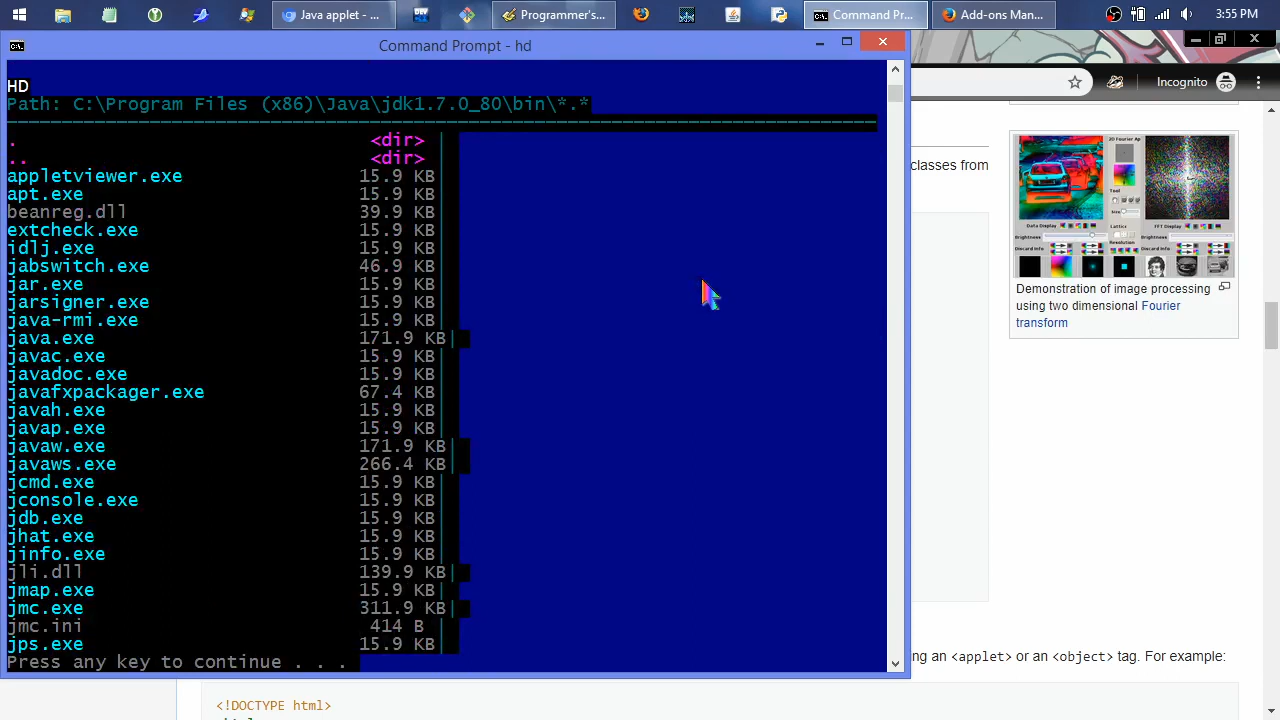 Java applet - ...
Programmer's...
Command Pr...
Add-ons Man...
3:55 PM
Command Prompt - hd
Incognito
HD
Path: C:\Program Files (x86)\Java\jdk1.7.0_80\bin\*.*
. <dir> |
.. <dir> |
appletviewer.exe 15.9 KB|
apt.exe 15.9 KB|
beanreg.dll 39.9 KB|
extcheck.exe 15.9 KB|
idlj.exe 15.9 KB|
jabswitch.exe 46.9 KB|
jar.exe 15.9 KB|
jarsigner.exe 15.9 KB|
java-rmi.exe 15.9 KB|
java.exe 171.9 KB|
javac.exe 15.9 KB|
javadoc.exe 15.9 KB|
javafxpackager.exe 67.4 KB|
javah.exe 15.9 KB|
javap.exe 15.9 KB|
javaw.exe 171.9 KB|
javaws.exe 266.4 KB|
jcmd.exe 15.9 KB|
jconsole.exe 15.9 KB|
jdb.exe 15.9 KB|
jhat.exe 15.9 KB|
jinfo.exe 15.9 KB|
jli.dll 139.9 KB|
jmap.exe 15.9 KB|
jmc.exe 311.9 KB|
jmc.ini 414 B |
jps.exe 15.9 KB|
Press any key to continue . . .
classes from
Demonstration of image processing
using two dimensional Fourier
transform
ng an <applet> or an <object> tag. For example:
<!DOCTYPE html>